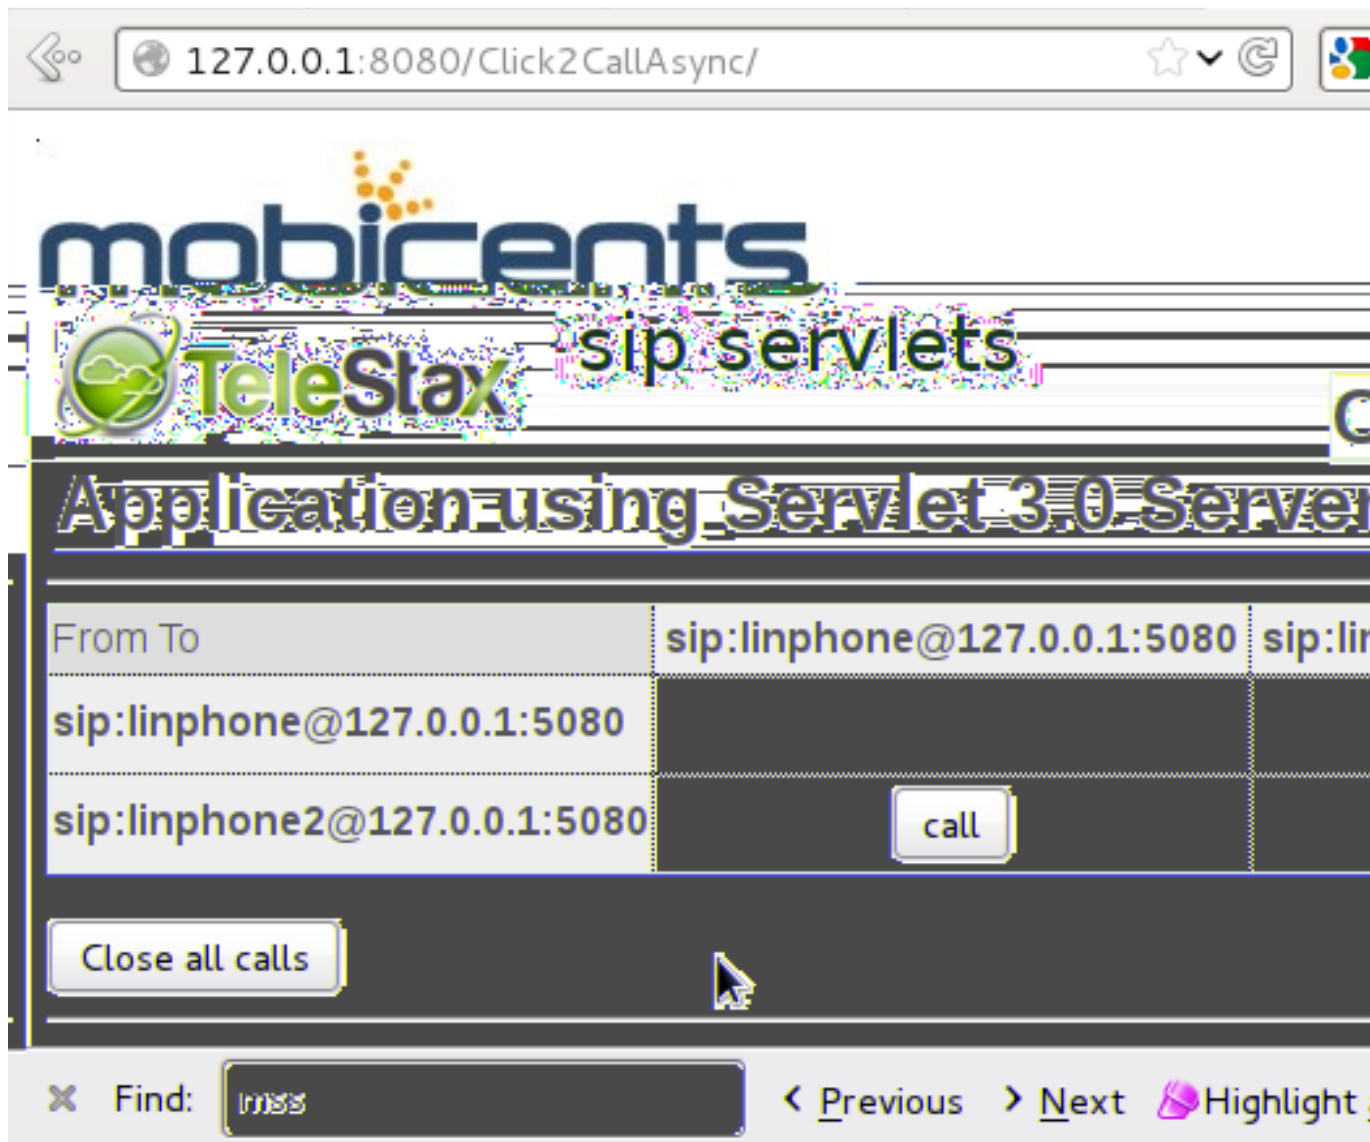 127.0.0.1:8080/Click2CallAsync/
mobicents
sip servlets
TeleStax
Application using Servlet 3.0 Server
From To sip:linphone@127.0.0.1:5080 sip:lin
sip:linphone@127.0.0.1:5080
sip:linphone2@127.0.0.1:5080 call
Close all calls
Find: mss < Previous > Next Highlight